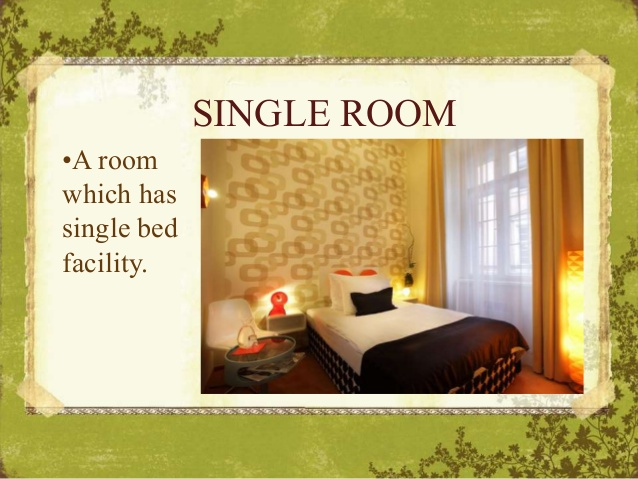 SINGLE ROOM
•A room
which has
single bed
facility.